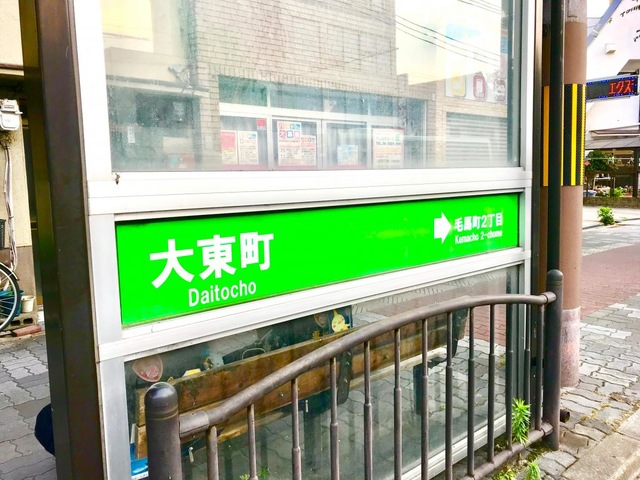 大東町
Daitocho
毛馬町2丁目
Kemacho 2-chome
エクス